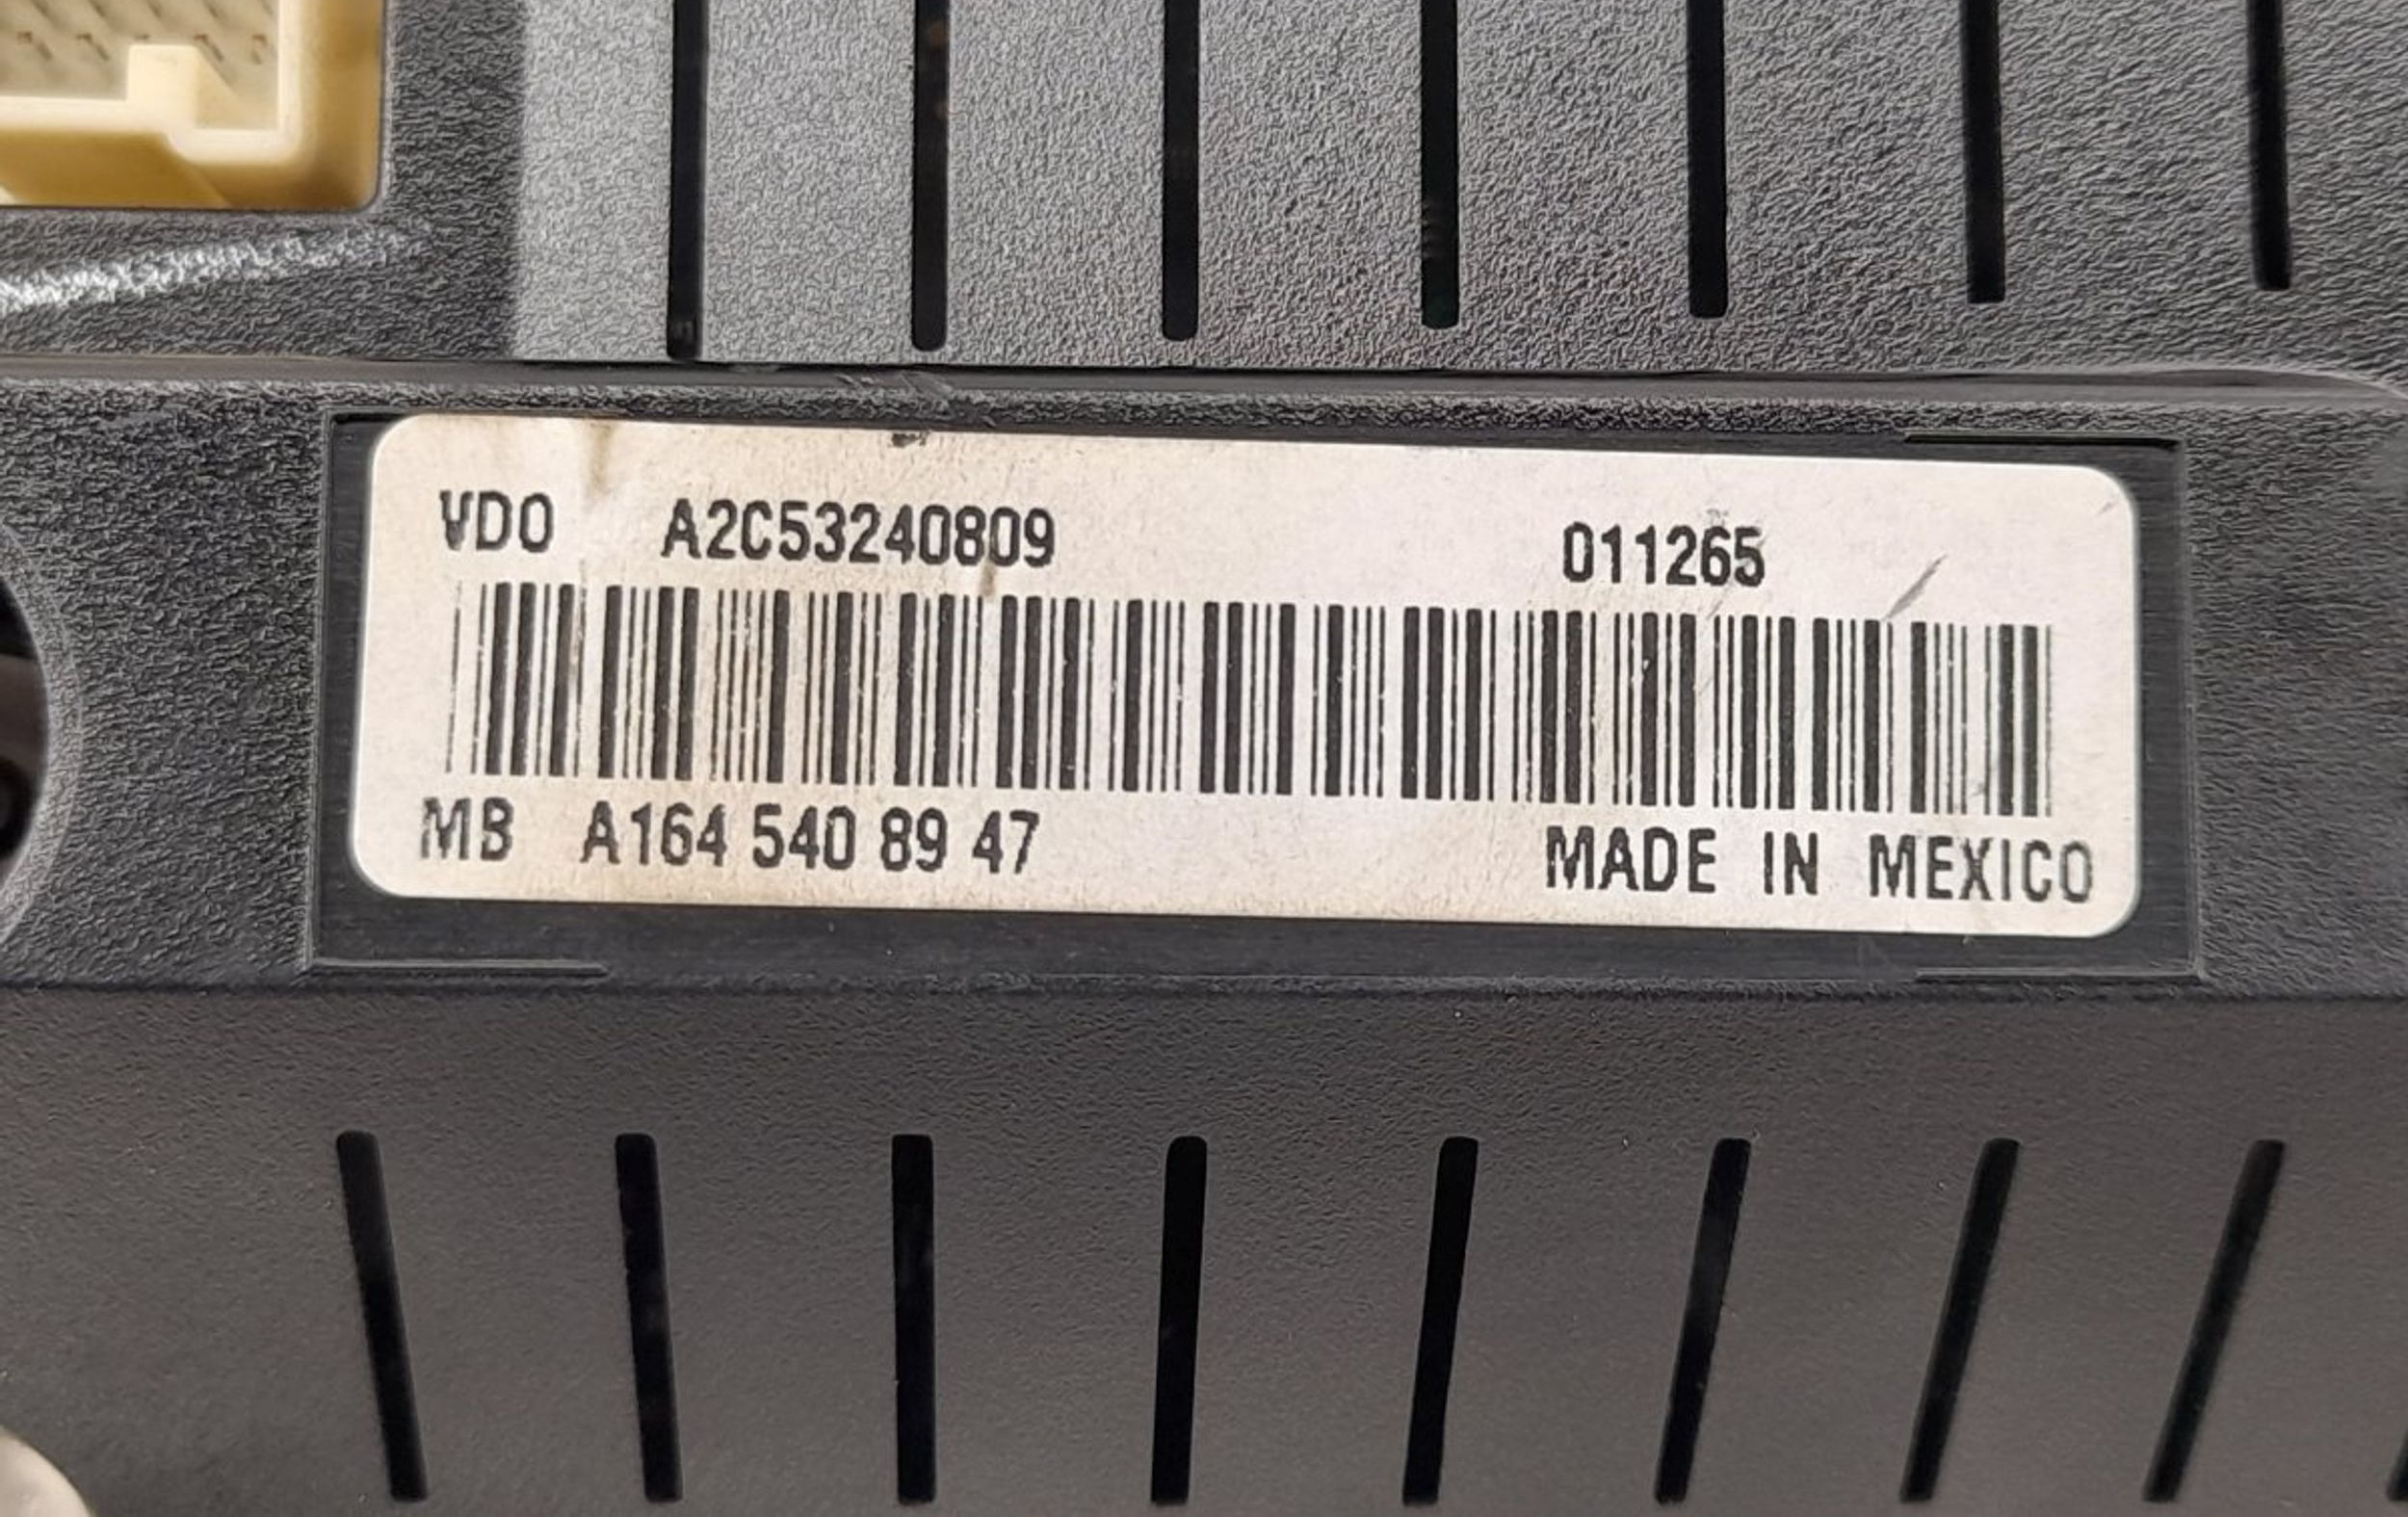 VDO A2C53240809 011265
MB A164 540 89 47 MADE IN MEXICO